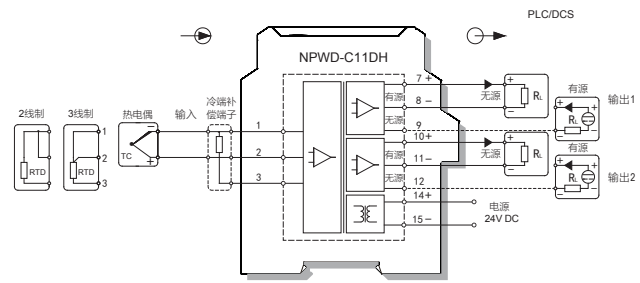 PLC/DCS
NPWD-C11DH
2线制
3线制
热电偶
输入
冷端补
偿端子
RTD
RTD
1
2
3
TC
−
+
1
2
3
有源
无源
有源
无源
7 +
8 −
9
10+
11−
12
14+
15−
无源
+
−
RL
有源
+
−
RL
输出1
无源
+
−
RL
有源
+
−
RL
输出2
电源
24V DC